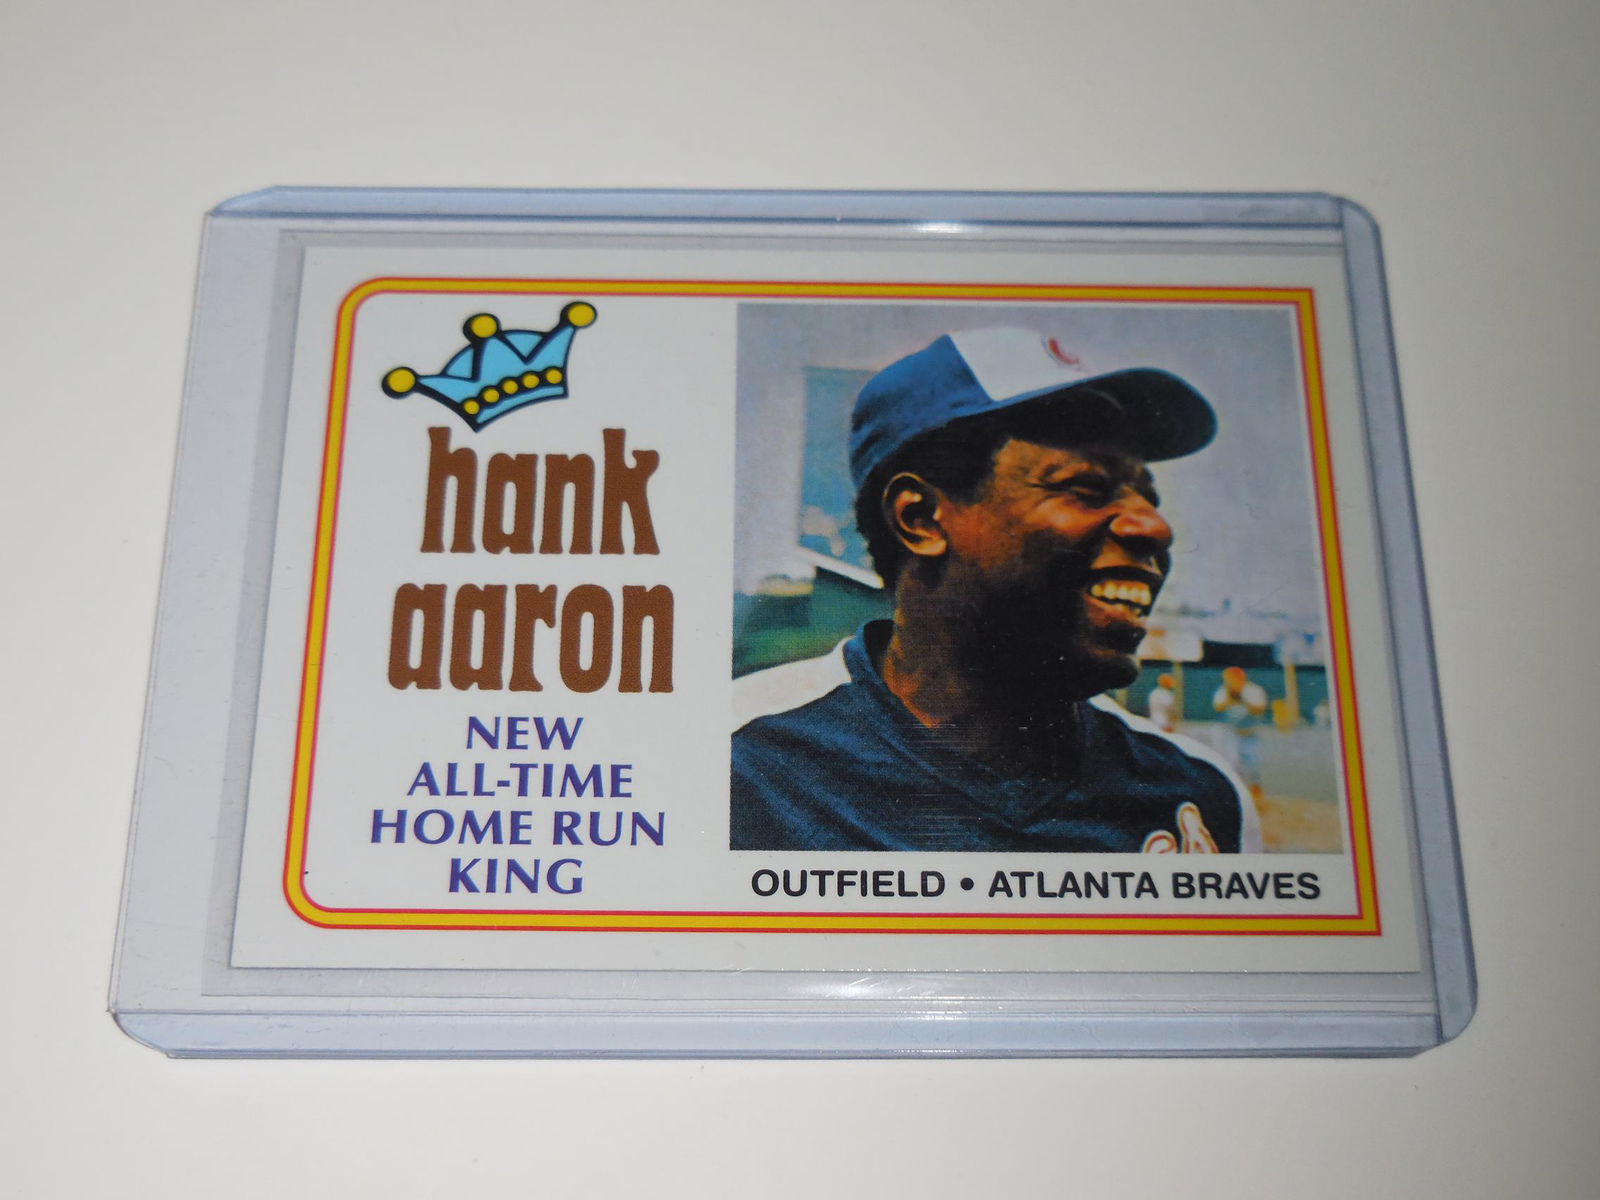 hank
aaron
NEW
ALL-TIME
HOME RUN
KING
OUTFIELD • ATLANTA BRAVES